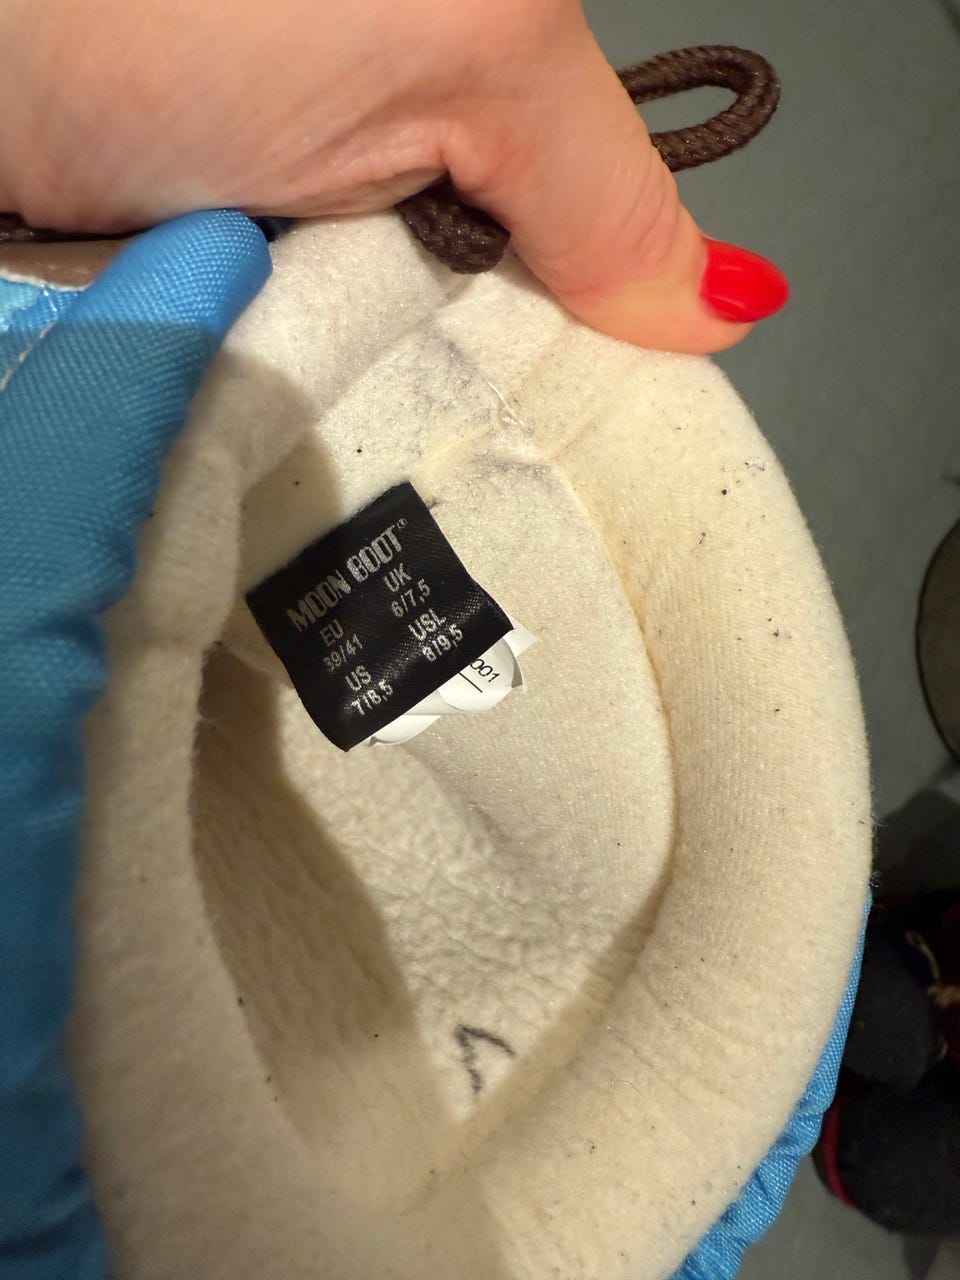 MOON BOOT®
EU
39/41
US
7/8,5
UK
6/7,5
USL
8/9,5
001